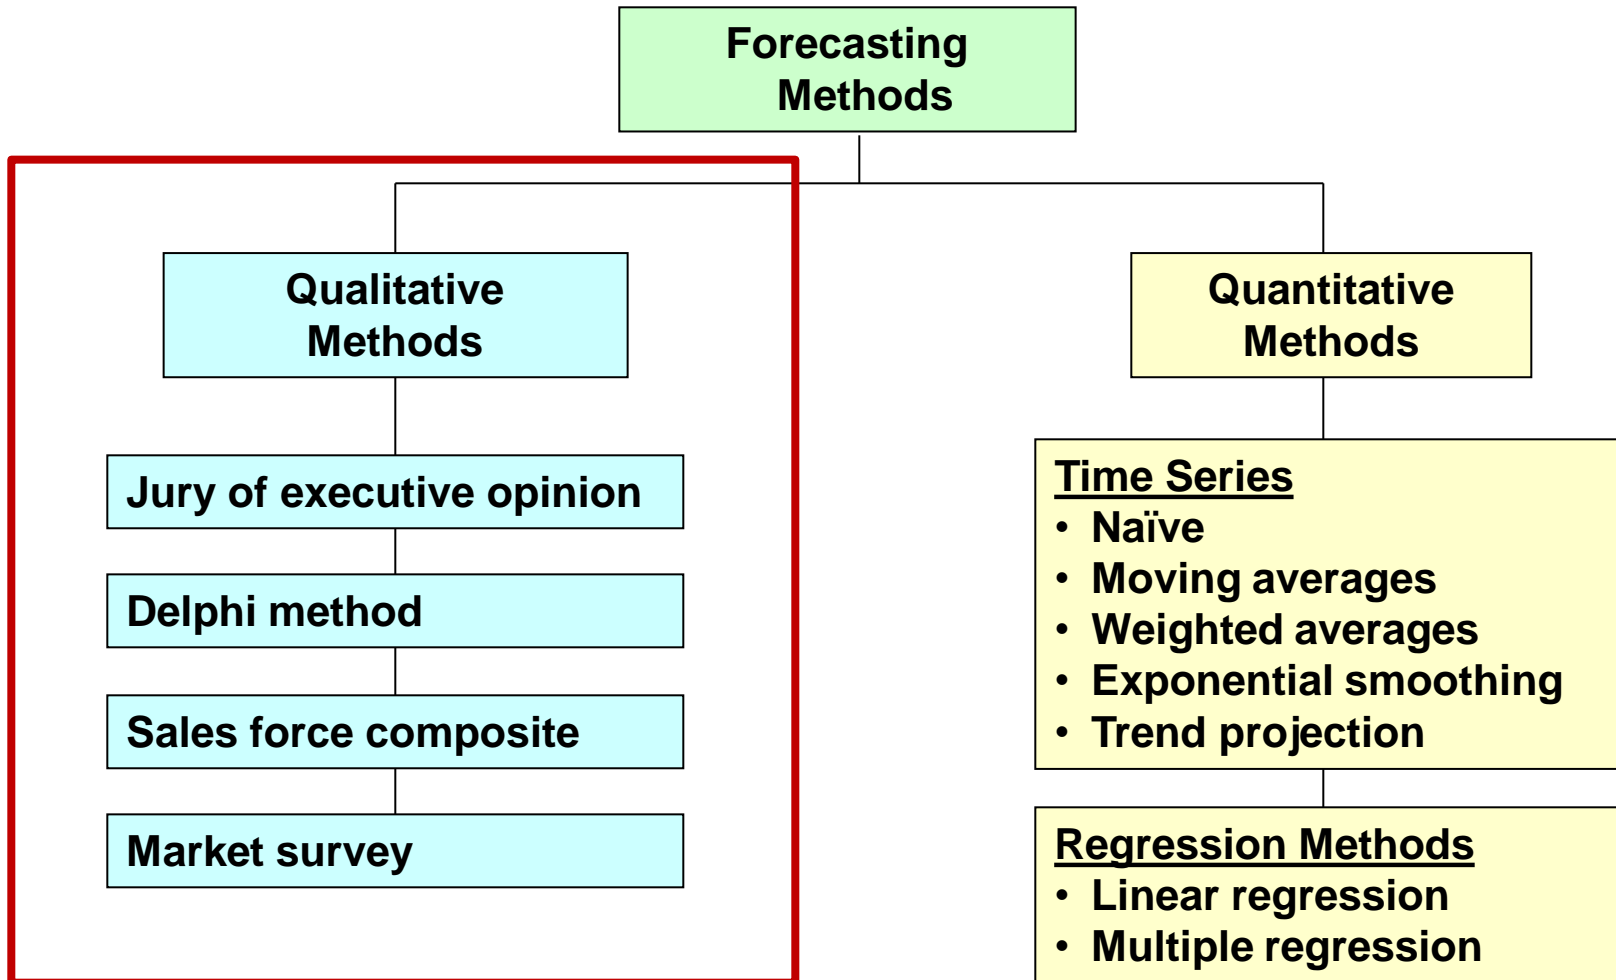 Forecasting
Methods
Qualitative
Methods
Jury of executive opinion
Delphi method
Sales force composite
Market survey
Quantitative
Methods
Time Series
• Naïve
• Moving averages
• Weighted averages
• Exponential smoothing
• Trend projection
Regression Methods
• Linear regression
• Multiple regression